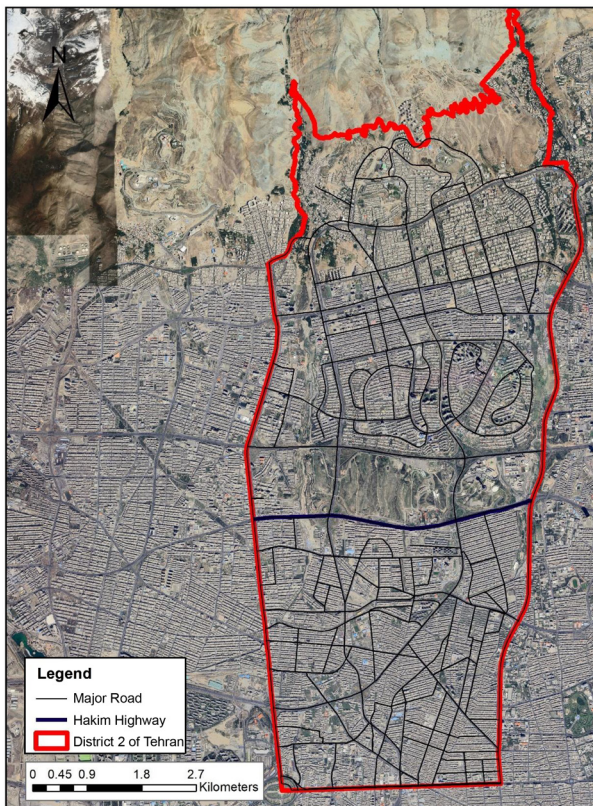 N
Legend
Major Road
Hakim Highway
District 2 of Tehran
0 0.45 0.9 1.8 2.7
Kilometers